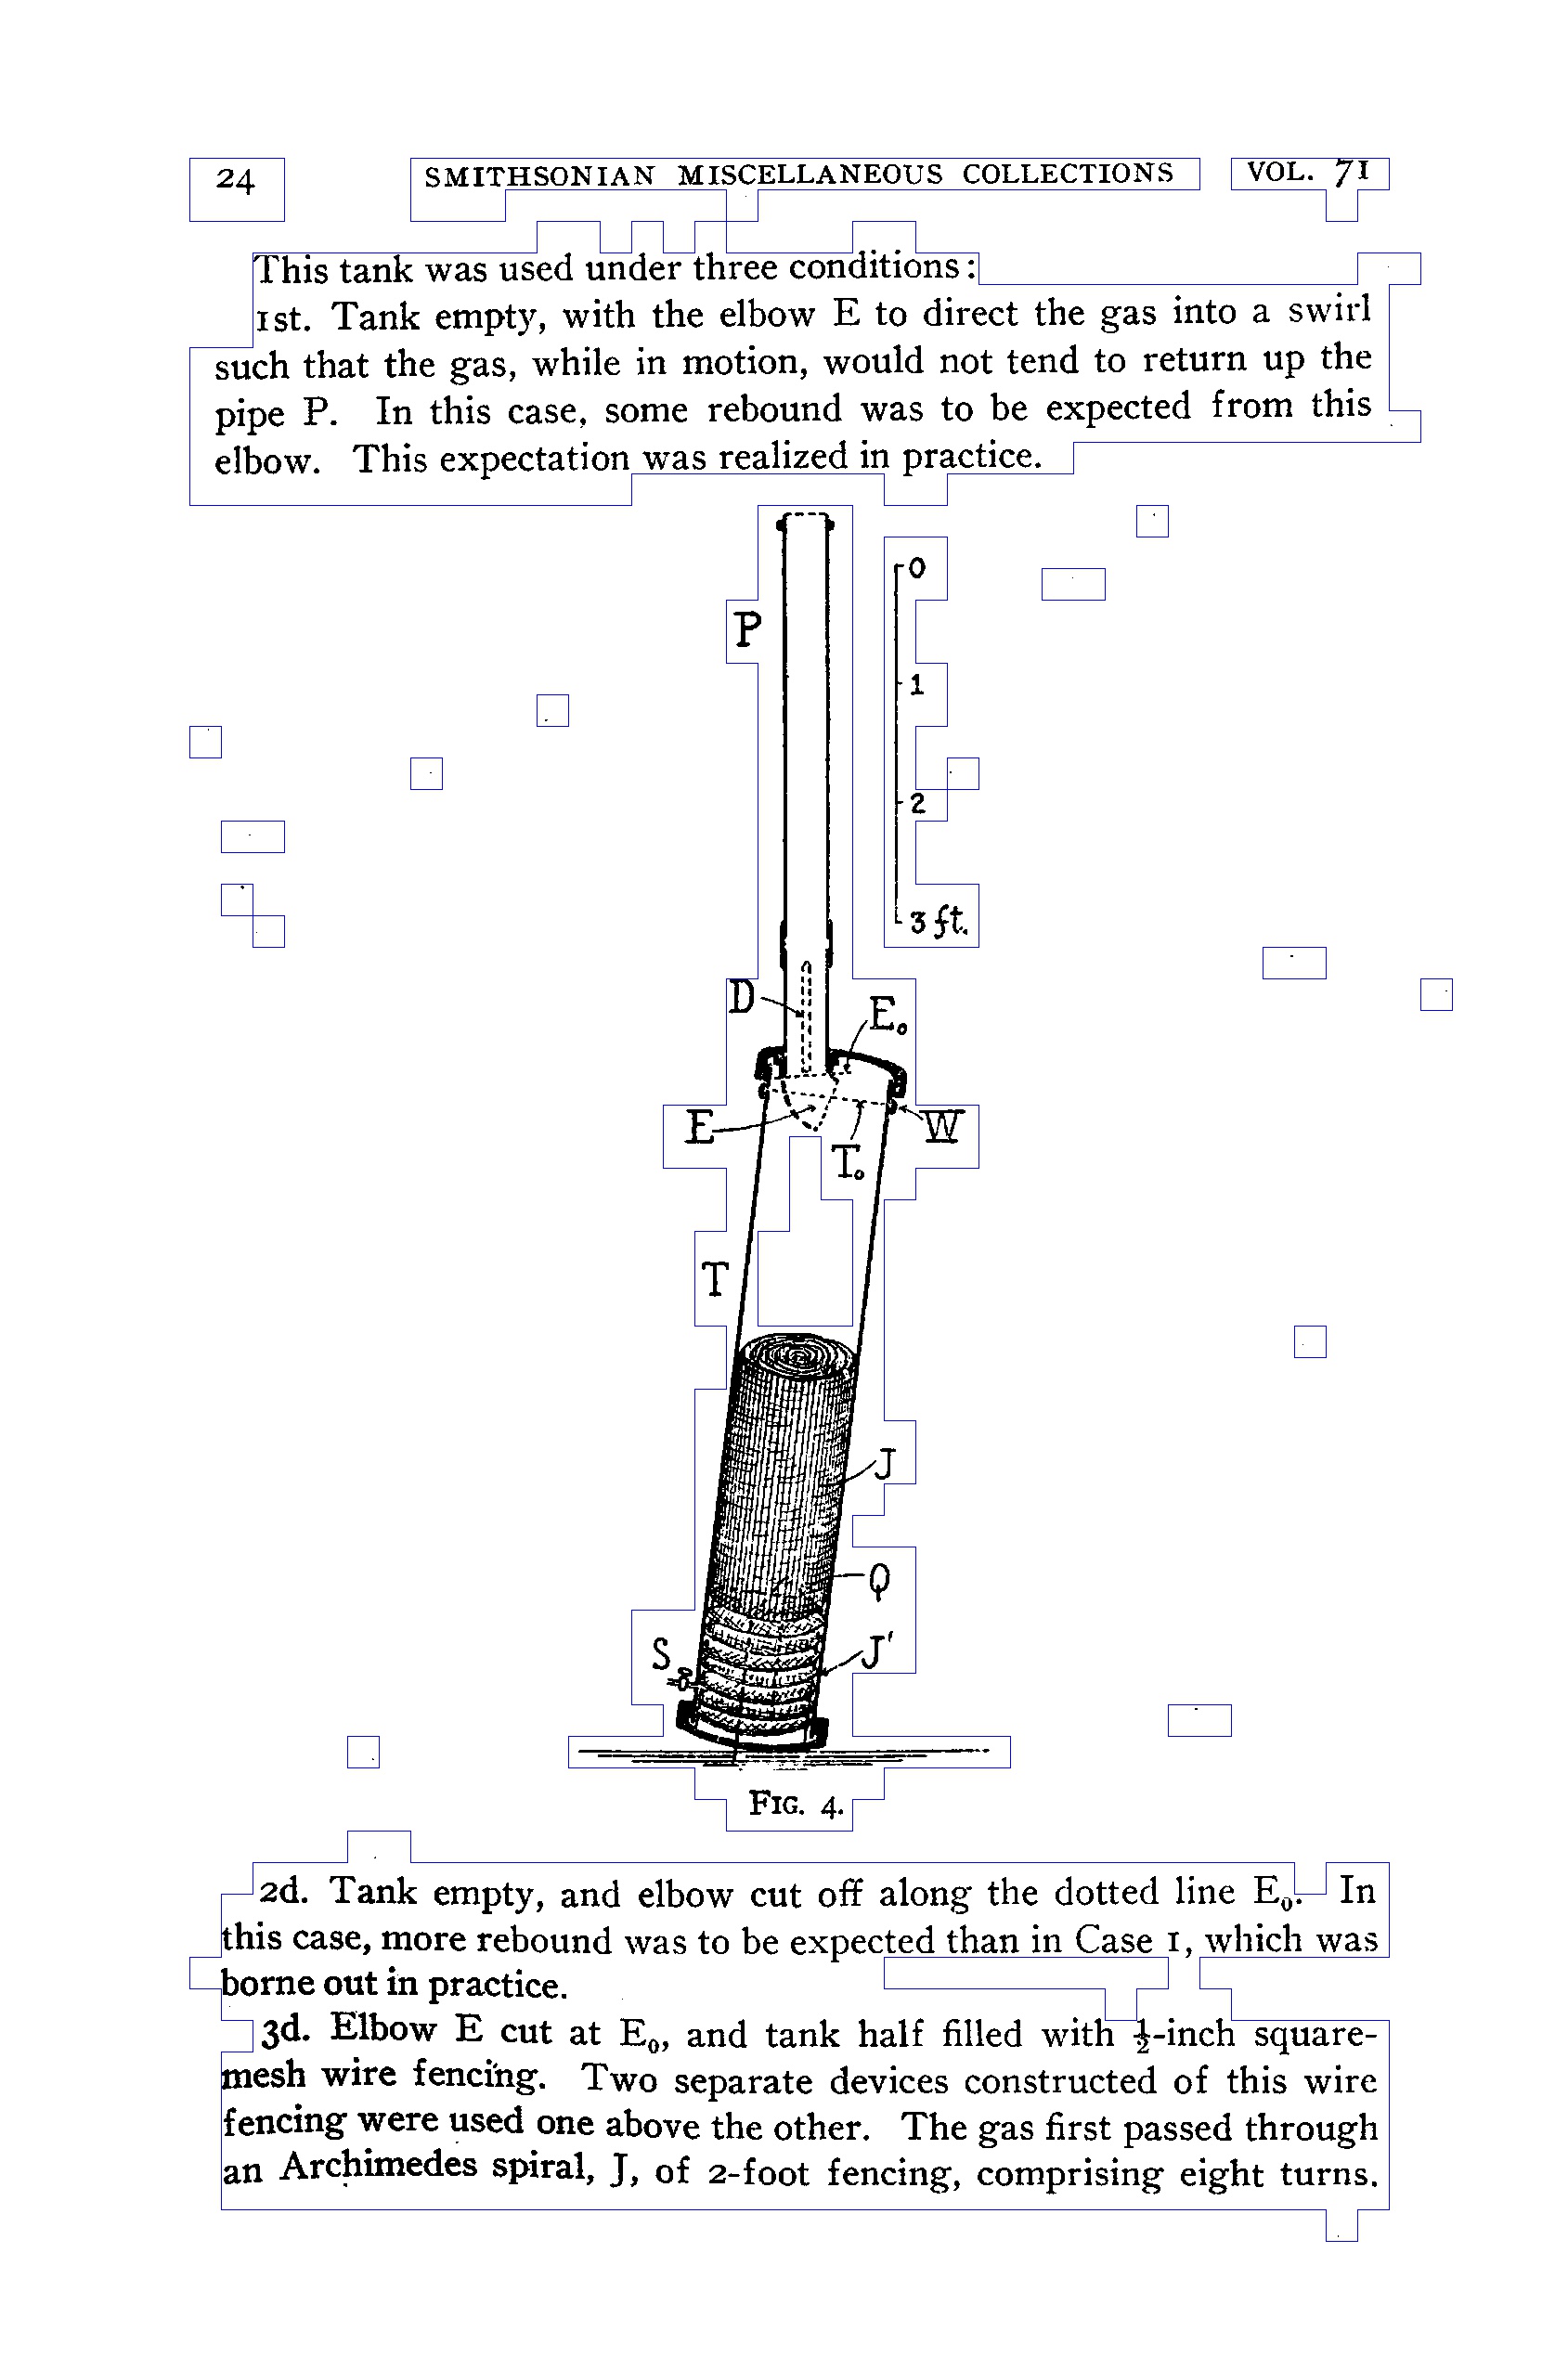 24 SMITHSONIAN MISCELLANEOUS COLLECTIONS VOL. 71
This tank was used under three conditions:
1st. Tank empty, with the elbow E to direct the gas into a swirl
such that the gas, while in motion, would not tend to return up the
pipe P. In this case, some rebound was to be expected from this
elbow. This expectation was realized in practice.
0
P
1
2
3 ft.
D
E₀
E
W
T₀
T
J
Q
S
J'
FIG. 4.
2d. Tank empty, and elbow cut off along the dotted line E₀. In
this case, more rebound was to be expected than in Case 1, which was
borne out in practice.
3d. Elbow E cut at E₀, and tank half filled with ½-inch square-
mesh wire fencing. Two separate devices constructed of this wire
fencing were used one above the other. The gas first passed through
an Archimedes spiral, J, of 2-foot fencing, comprising eight turns.